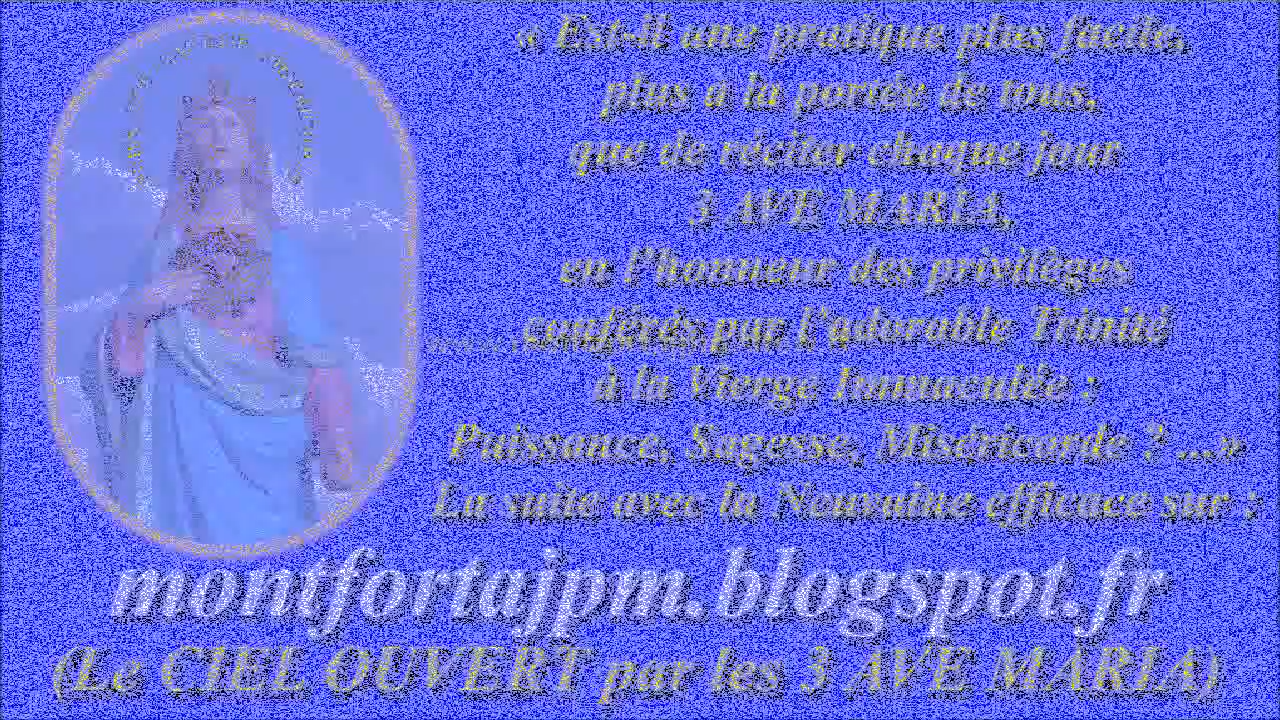 « Est-il une pratique plus facile,
plus à la portée de tous,
que de réciter chaque jour
3 AVE MARIA,
en l'honneur des privilèges
conférés par l'adorable Trinité
à la Vierge Immaculée :
Puissance, Sagesse, Miséricorde ? ...»
La suite avec la Neuvaine efficace sur :
montfortajpm.blogspot.fr
(Le CIEL OUVERT par les 3 AVE MARIA)